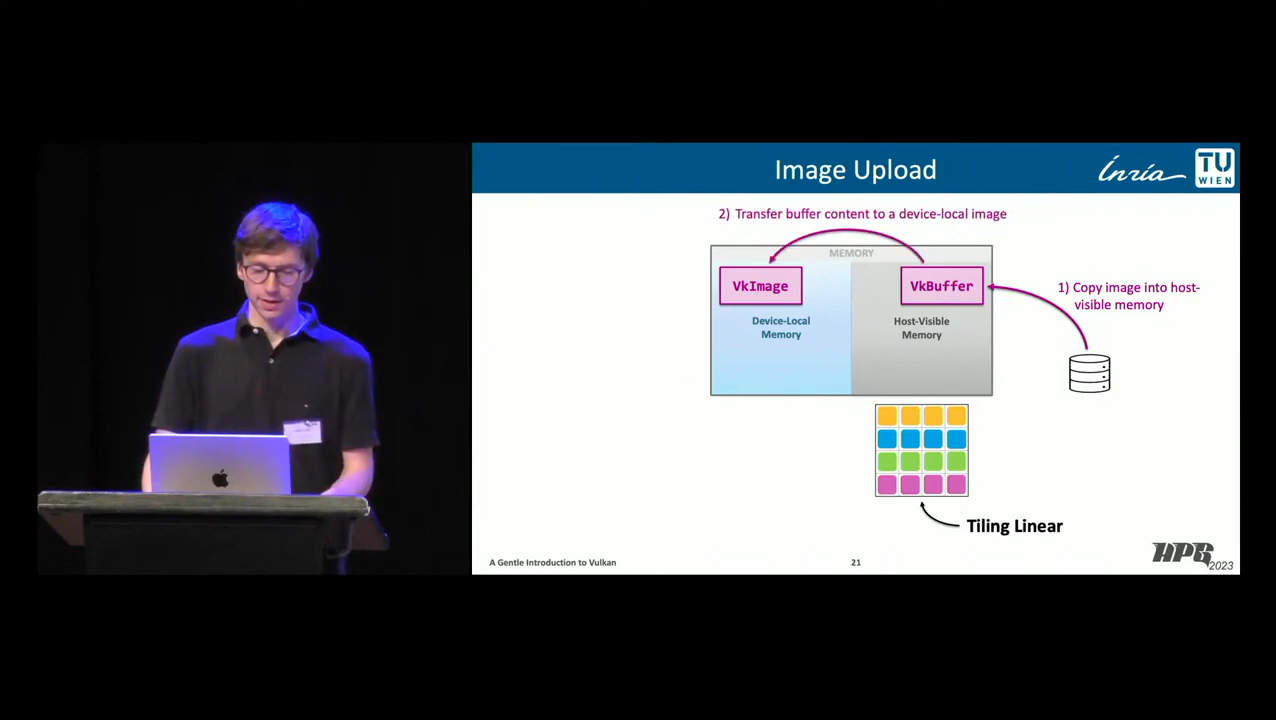 Image Upload
Inria
TU
WIEN
2) Transfer buffer content to a device-local image
MEMORY
VkImage
VkBuffer
1) Copy image into host-
visible memory
Device-Local
Memory
Host-Visible
Memory
Tiling Linear
A Gentle Introduction to Vulkan
21
HPG
2023